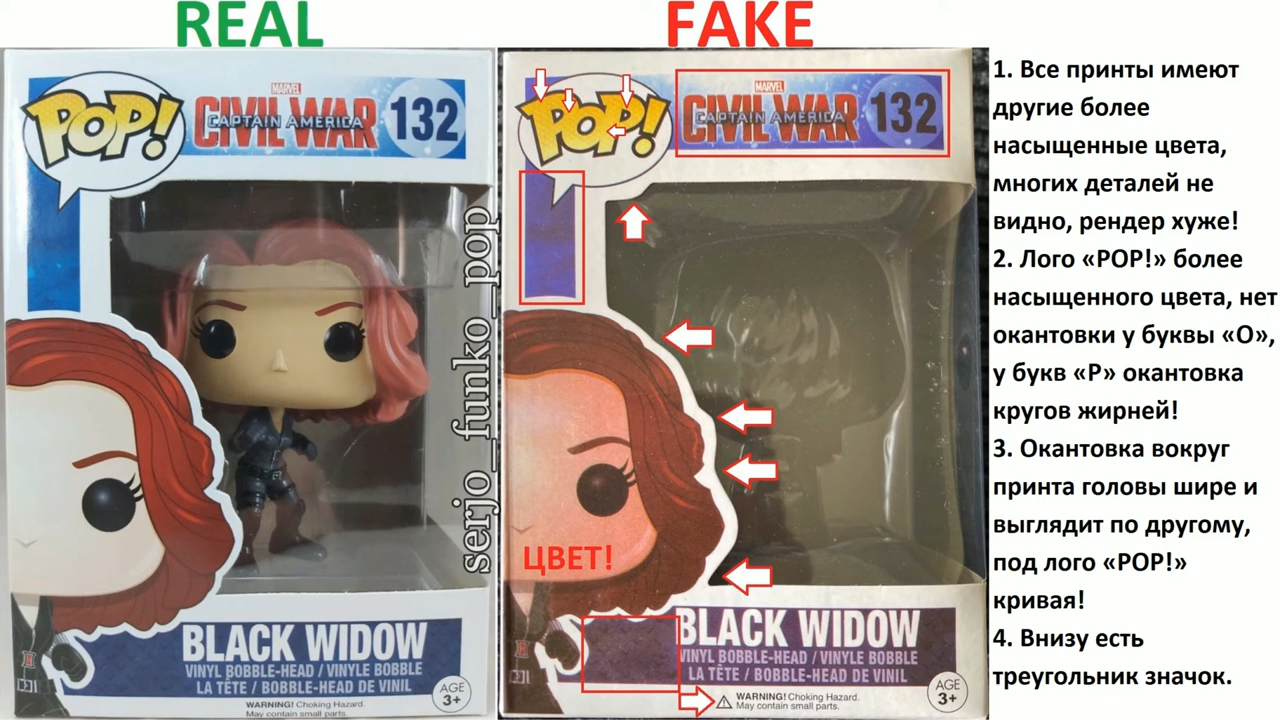 REAL
POP!
MARVEL
CIVIL WAR
CAPTAIN AMERICA
132
serjo_funko_pop
BLACK WIDOW
VINYL BOBBLE-HEAD / VINYLE BOBBLE
LA TÊTE / BOBBLE-HEAD DE VINIL
WARNING! Choking Hazard.
May contain small parts.
AGE
3+
FAKE
POP!
MARVEL
CIVIL WAR
CAPTAIN AMERICA
132
ЦВЕТ!
BLACK WIDOW
VINYL BOBBLE-HEAD / VINYLE BOBBLE
LA TÊTE / BOBBLE-HEAD DE VINIL
WARNING! Choking Hazard.
May contain small parts.
AGE
3+
1. Все принты имеют
другие более
насыщенные цвета,
многих деталей не
видно, рендер хуже!
2. Лого «POP!» более
насыщенного цвета, нет
окантовки у буквы «О»,
у букв «Р» окантовка
кругов жирней!
3. Окантовка вокруг
принта головы шире и
выглядит по другому,
под лого «POP!»
кривая!
4. Внизу есть
треугольник значок.